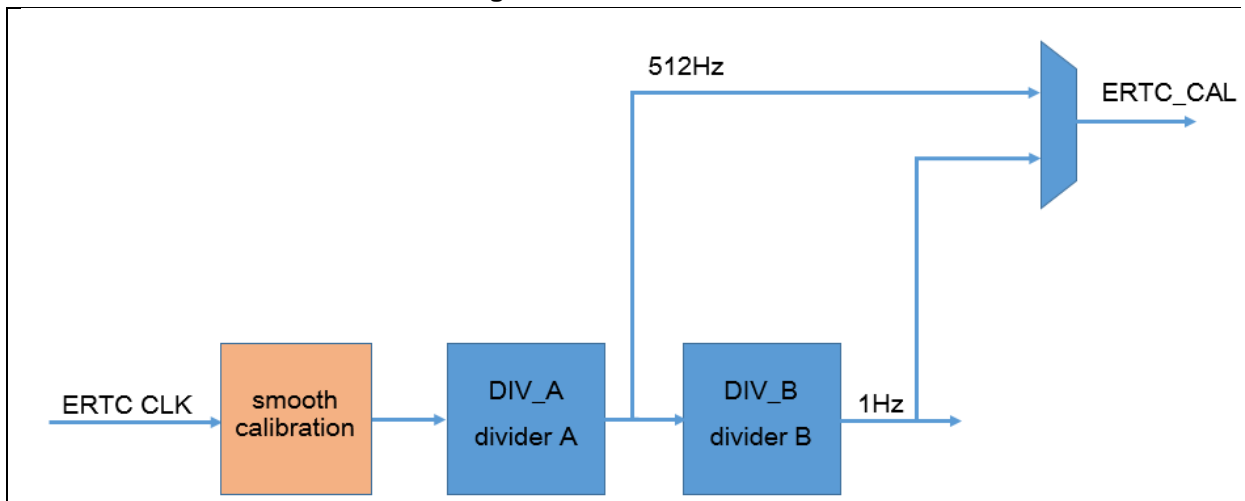 512Hz
ERTC_CAL
ERTC CLK
smooth
calibration
DIV_A
divider A
DIV_B
divider B
1Hz